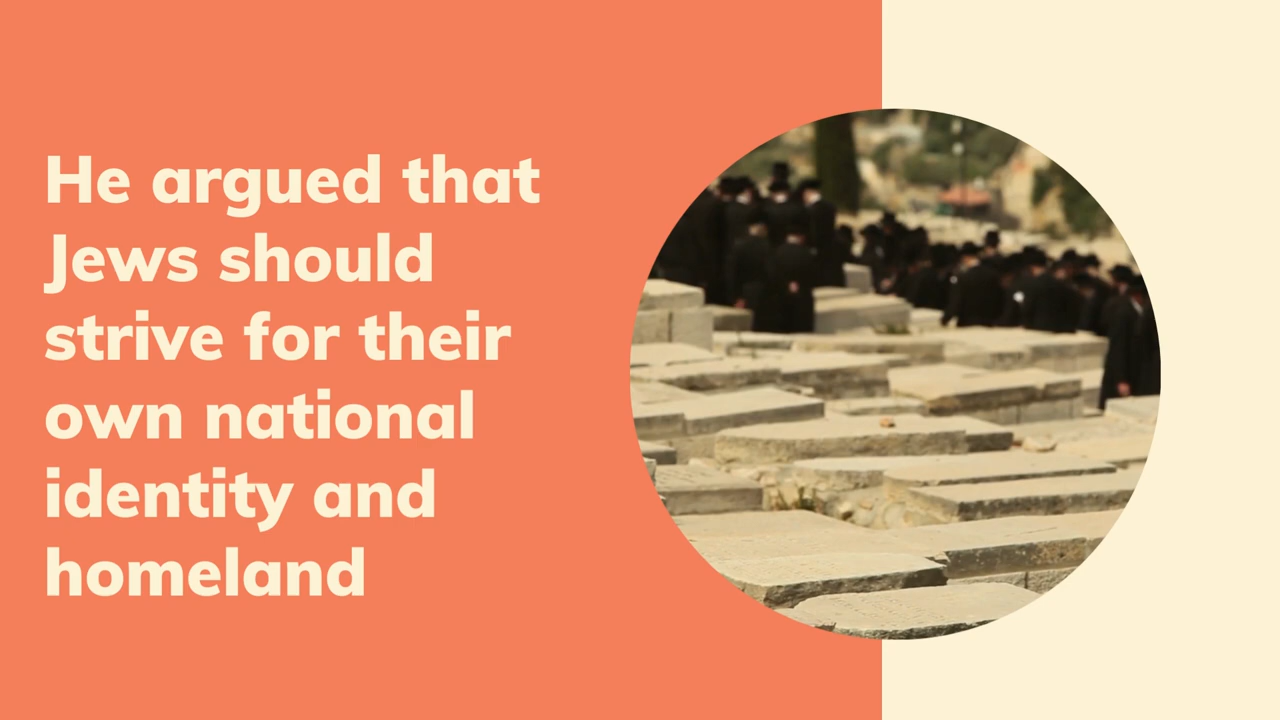 He argued that
Jews should
strive for their
own national
identity and
homeland